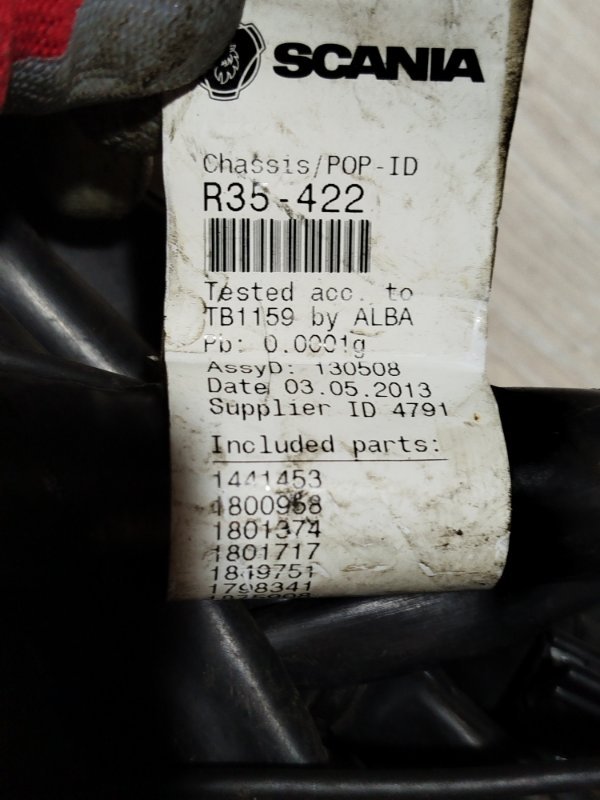 SCANIA
Chassis/POP-ID
R35-422
Tested acc. to
TB1159 by ALBA
Pb: 0.0001g
AssyD: 130508
Date 03.05.2013
Supplier ID 4791
Included parts:
1441453
1800958
1801374
1801717
1849751
1798341